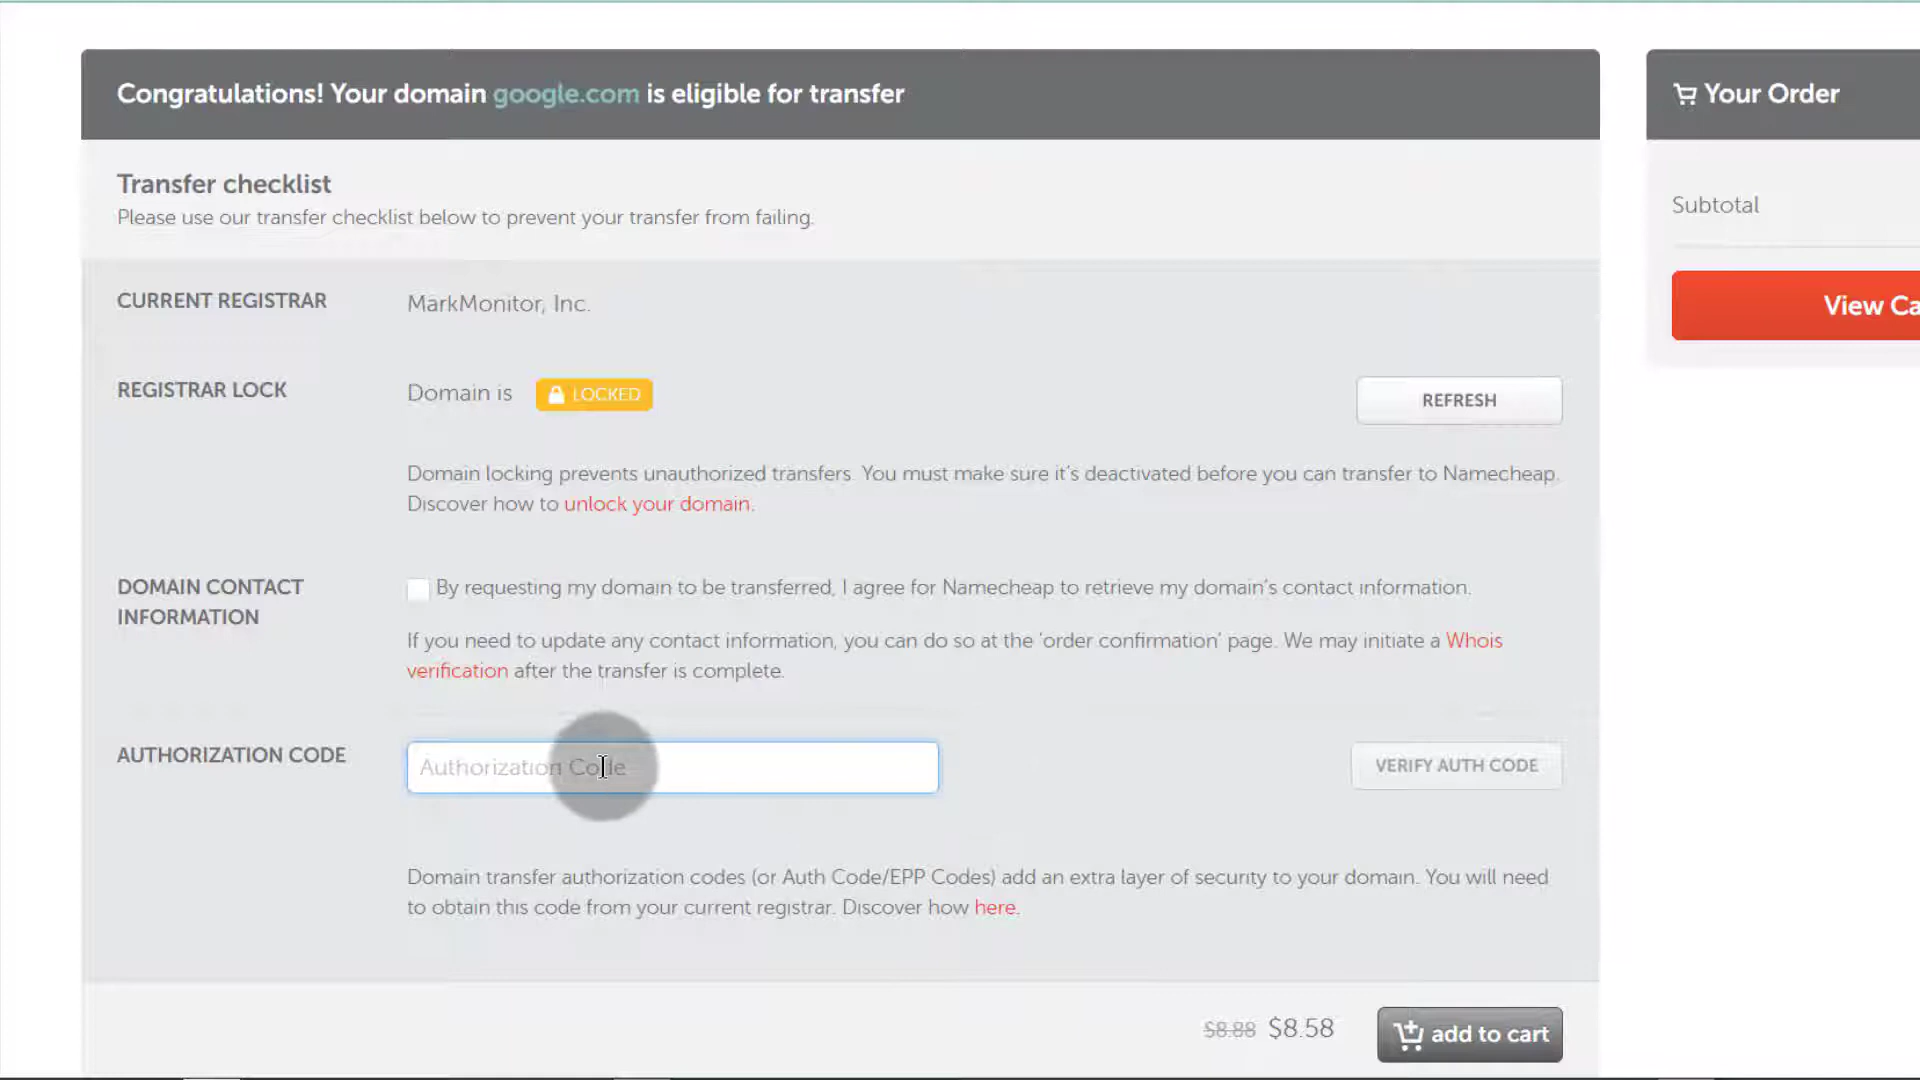 Congratulations! Your domain google.com is eligible for transfer
Your Order
Transfer checklist
Please use our transfer checklist below to prevent your transfer from failing.
Subtotal
View Ca
CURRENT REGISTRAR
MarkMonitor, Inc.
REGISTRAR LOCK
Domain is LOCKED
REFRESH
Domain locking prevents unauthorized transfers. You must make sure it's deactivated before you can transfer to Namecheap.
Discover how to unlock your domain.
DOMAIN CONTACT
INFORMATION
By requesting my domain to be transferred, I agree for Namecheap to retrieve my domain's contact information.
If you need to update any contact information, you can do so at the 'order confirmation' page. We may initiate a Whois
verification after the transfer is complete.
AUTHORIZATION CODE
Authorization Code
VERIFY AUTH CODE
Domain transfer authorization codes (or Auth Code/EPP Codes) add an extra layer of security to your domain. You will need
to obtain this code from your current registrar. Discover how here.
$8.88 $8.58
add to cart